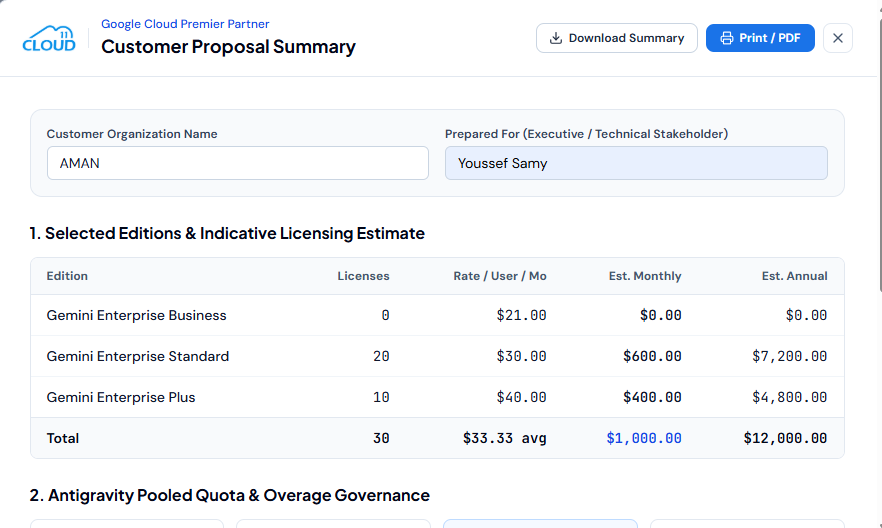 CLOUD 11
Google Cloud Premier Partner
Customer Proposal Summary
Download Summary
Print / PDF
Customer Organization Name
Prepared For (Executive / Technical Stakeholder)
AMAN
Youssef Samy
1. Selected Editions & Indicative Licensing Estimate
Edition Licenses Rate / User / Mo Est. Monthly Est. Annual
Gemini Enterprise Business 0 $21.00 $0.00 $0.00
Gemini Enterprise Standard 20 $30.00 $600.00 $7,200.00
Gemini Enterprise Plus 10 $40.00 $400.00 $4,800.00
Total 30 $33.33 avg $1,000.00 $12,000.00
2. Antigravity Pooled Quota & Overage Governance